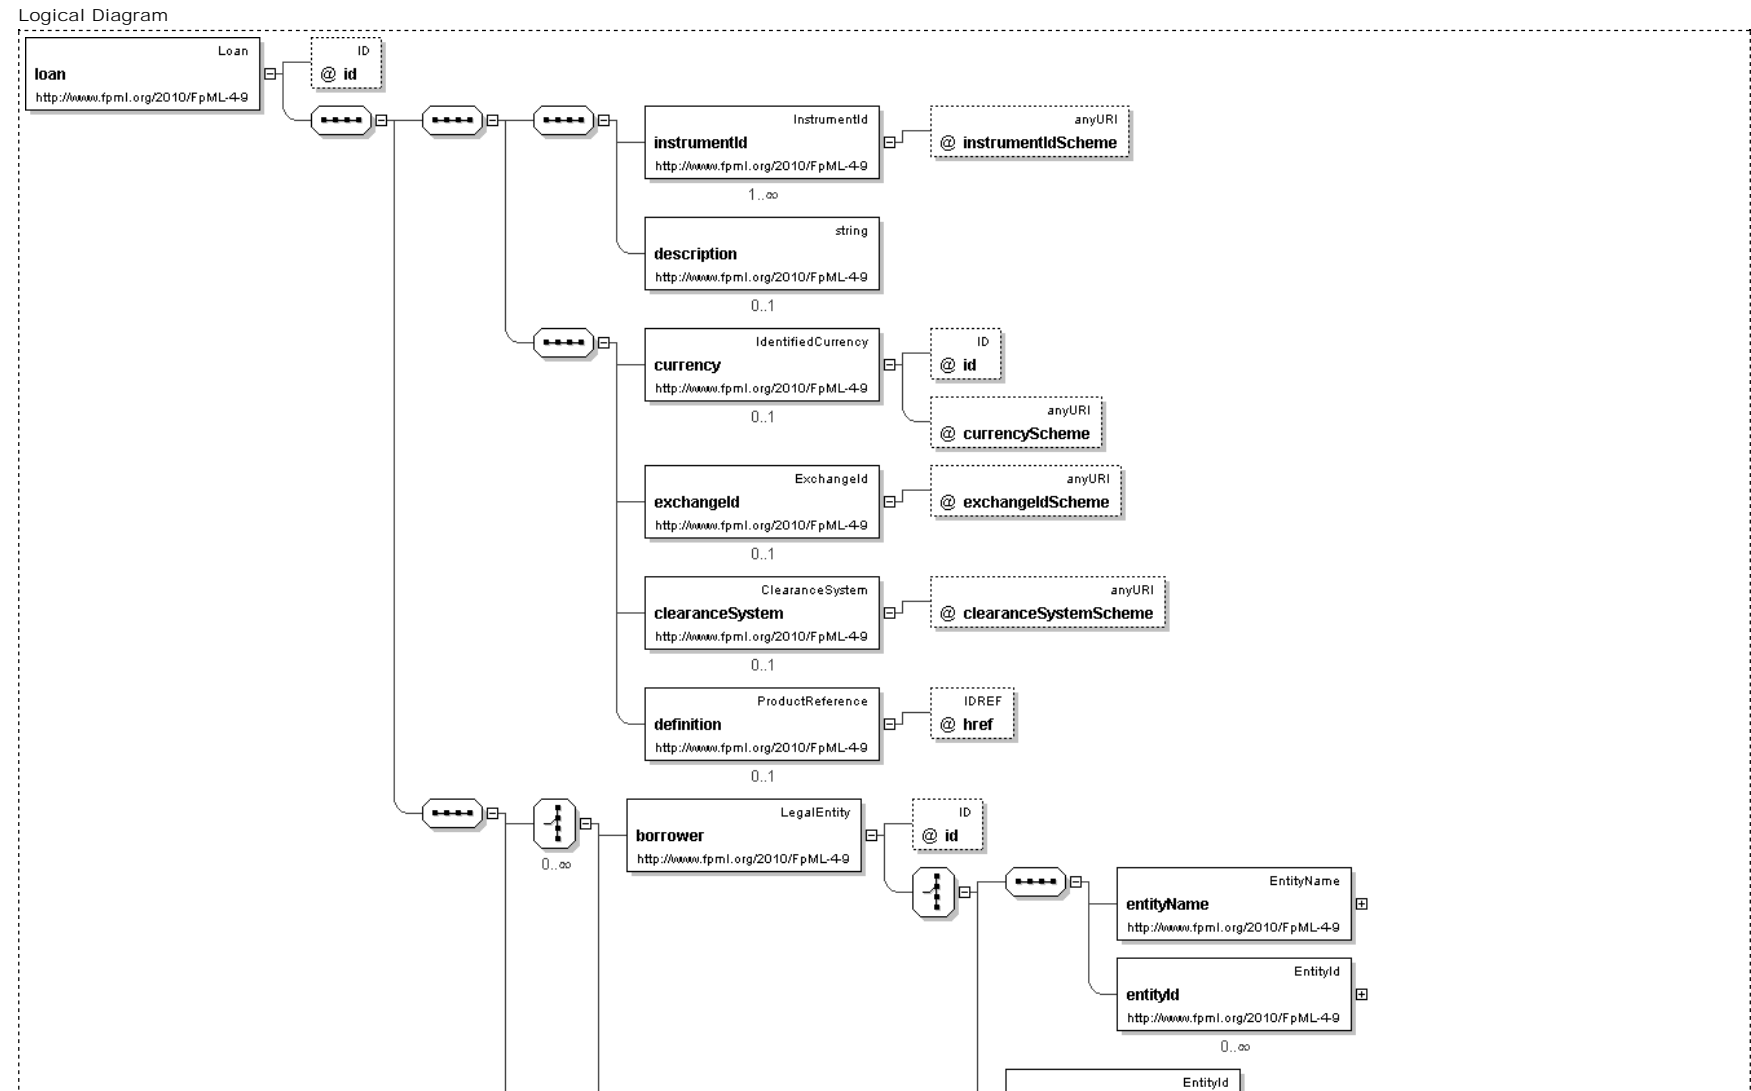 Logical Diagram
Loan
loan
http://www.fpml.org/2010/FpML-4-9
ID
@ id
InstrumentId
instrumentId
http://www.fpml.org/2010/FpML-4-9
1..∞
anyURI
@ instrumentIdScheme
string
description
http://www.fpml.org/2010/FpML-4-9
0..1
IdentifiedCurrency
currency
http://www.fpml.org/2010/FpML-4-9
0..1
ID
@ id
anyURI
@ currencyScheme
ExchangeId
exchangeId
http://www.fpml.org/2010/FpML-4-9
0..1
anyURI
@ exchangeIdScheme
ClearanceSystem
clearanceSystem
http://www.fpml.org/2010/FpML-4-9
0..1
anyURI
@ clearanceSystemScheme
ProductReference
definition
http://www.fpml.org/2010/FpML-4-9
0..1
IDREF
@ href
0..∞
LegalEntity
borrower
http://www.fpml.org/2010/FpML-4-9
ID
@ id
EntityName
entityName
http://www.fpml.org/2010/FpML-4-9
EntityId
entityId
http://www.fpml.org/2010/FpML-4-9
0..∞
EntityId